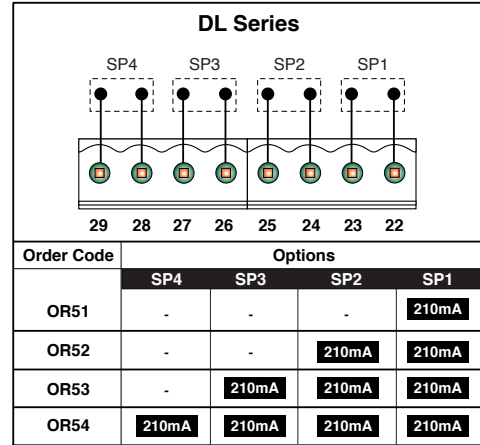 DL Series
SP4 SP3 SP2 SP1
29 28 27 26 25 24 23 22
Order Code Options
SP4 SP3 SP2 SP1
OR51 - - - 210mA
OR52 - - 210mA 210mA
OR53 - 210mA 210mA 210mA
OR54 210mA 210mA 210mA 210mA